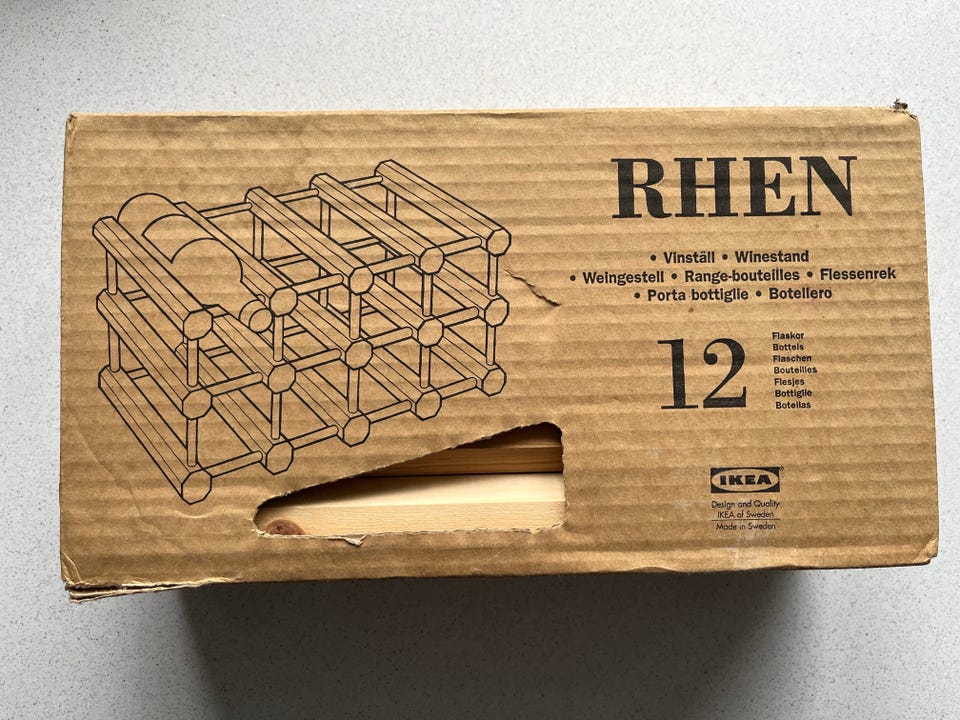 RHEN
• Vinställ • Winestand
• Weingestell • Range-bouteilles • Flessenrek
• Porta bottiglie • Botellero
12
Flaskor
Bottels
Flaschen
Bouteilles
Flesjes
Bottiglie
Botellas
IKEA
Design and Quality
IKEA of Sweden
Made in Sweden